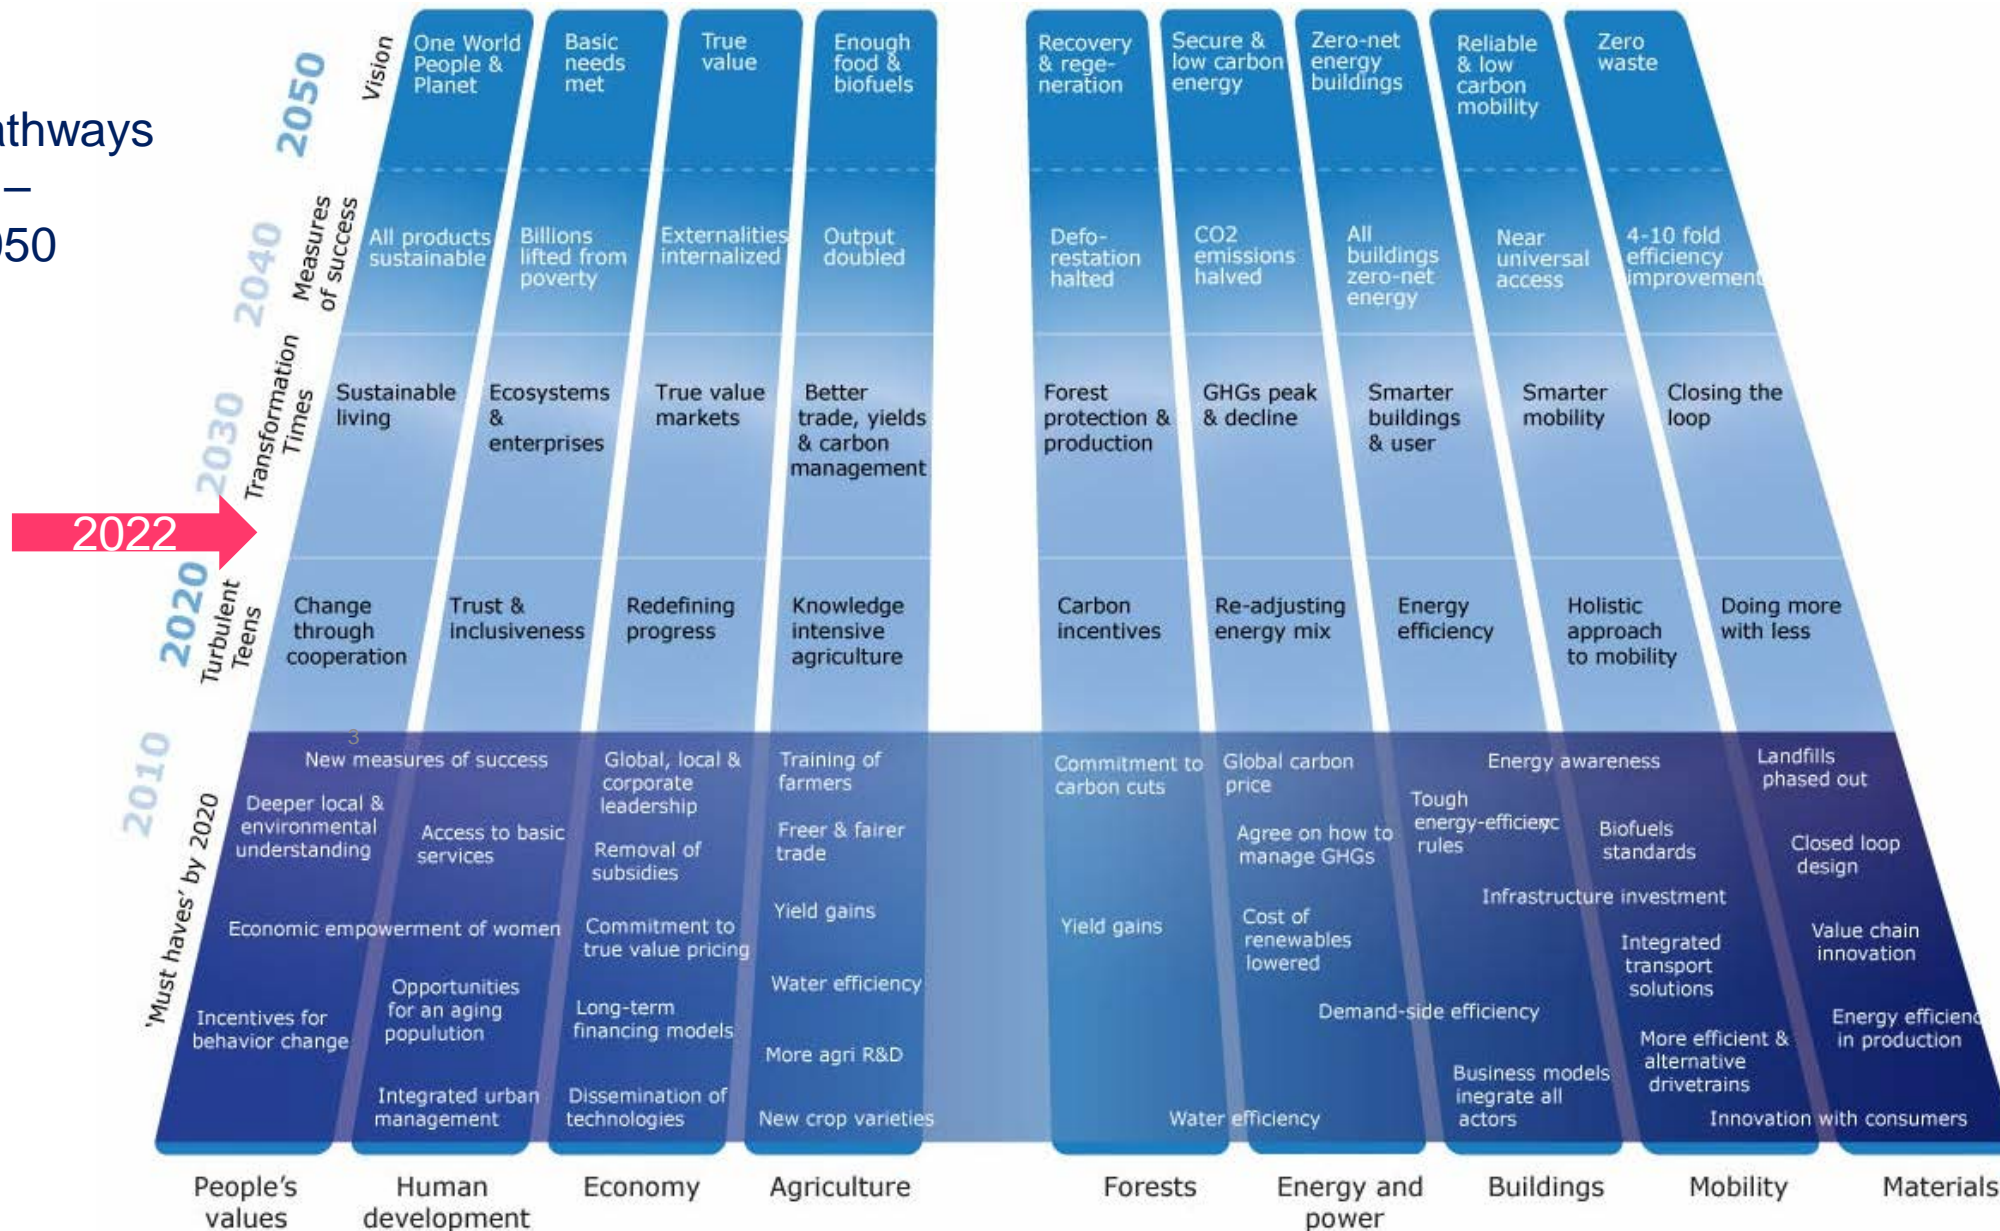 athways
–
050
2022
2050
Vision
One World
People &
Planet
Basic
needs
met
True
value
Enough
food &
biofuels
Recovery
& rege-
neration
Secure &
low carbon
energy
Zero-net
energy
buildings
Reliable
& low
carbon
mobility
Zero
waste
2040
Measures
of success
All products
sustainable
Billions
lifted from
poverty
Externalities
internalized
Output
doubled
Defo-
restation
halted
CO2
emissions
halved
All
buildings
zero-net
energy
Near
universal
access
4-10 fold
efficiency
improvement
2030
Transformation
Times
Sustainable
living
Ecosystems
&
enterprises
True value
markets
Better
trade, yields
& carbon
management
Forest
protection &
production
GHGs peak
& decline
Smarter
buildings
& user
Smarter
mobility
Closing the
loop
2020
Turbulent
Teens
Change
through
cooperation
Trust &
inclusiveness
Redefining
progress
Knowledge
intensive
agriculture
Carbon
incentives
Re-adjusting
energy mix
Energy
efficiency
Holistic
approach
to mobility
Doing more
with less
2010
'Must haves' by 2020
3
New measures of success
Deeper local &
environmental
understanding
Access to basic
services
Economic empowerment of women
Incentives for
behavior change
Opportunities
for an aging
populution
Integrated urban
management
Global, local &
corporate
leadership
Removal of
subsidies
Commitment to
true value pricing
Long-term
financing models
Dissemination of
technologies
Training of
farmers
Freer & fairer
trade
Yield gains
Water efficiency
More agri R&D
New crop varieties
Commitment to
carbon cuts
Yield gains
Water efficiency
Global carbon
price
Agree on how to
manage GHGs
Cost of
renewables
lowered
Demand-side efficiency
Energy awareness
Tough
energy-efficienyc
rules
Infrastructure investment
Business models
inegrate all
actors
Biofuels
standards
Integrated
transport
solutions
More efficient &
alternative
drivetrains
Innovation with consumers
Landfills
phased out
Closed loop
design
Value chain
innovation
Energy efficienc
in production
People's
values
Human
development
Economy
Agriculture
Forests
Energy and
power
Buildings
Mobility
Materials